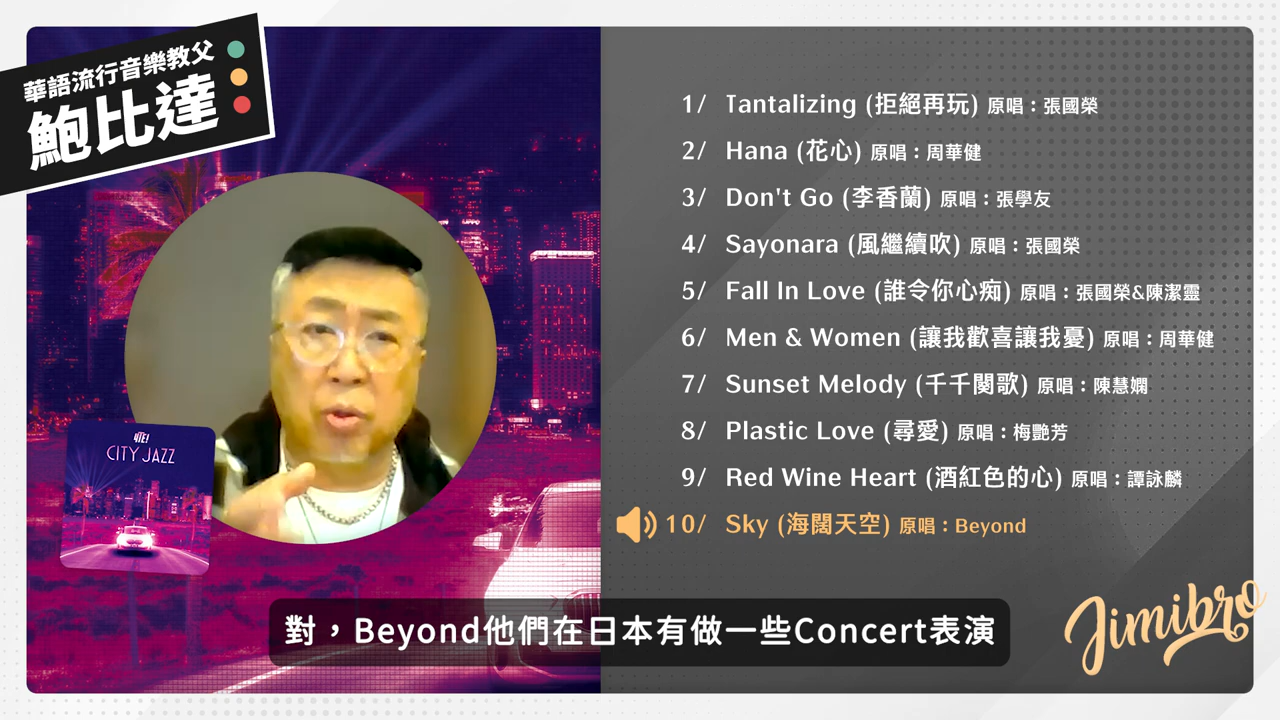 華語流行音樂教父
鮑比達
CITY JAZZ
1/ Tantalizing (拒絕再玩) 原唱：張國榮
2/ Hana (花心) 原唱：周華健
3/ Don't Go (李香蘭) 原唱：張學友
4/ Sayonara (風繼續吹) 原唱：張國榮
5/ Fall In Love (誰令你心痴) 原唱：張國榮&陳潔靈
6/ Men & Women (讓我歡喜讓我憂) 原唱：周華健
7/ Sunset Melody (千千闋歌) 原唱：陳慧嫻
8/ Plastic Love (尋愛) 原唱：梅艷芳
9/ Red Wine Heart (酒紅色的心) 原唱：譚詠麟
10/ Sky (海闊天空) 原唱：Beyond
對，Beyond他們在日本有做一些Concert表演
Jimibro